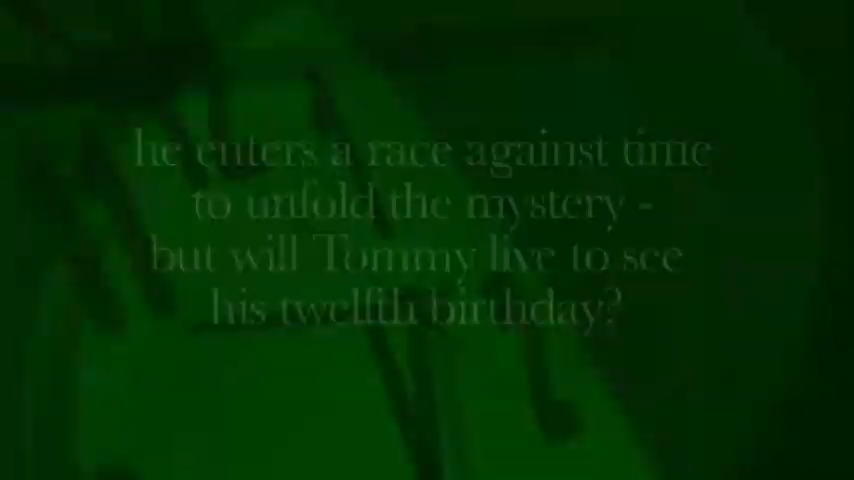 he enters a race against time
to unfold the mystery -
but will Tommy live to see
his twelfth birthday?